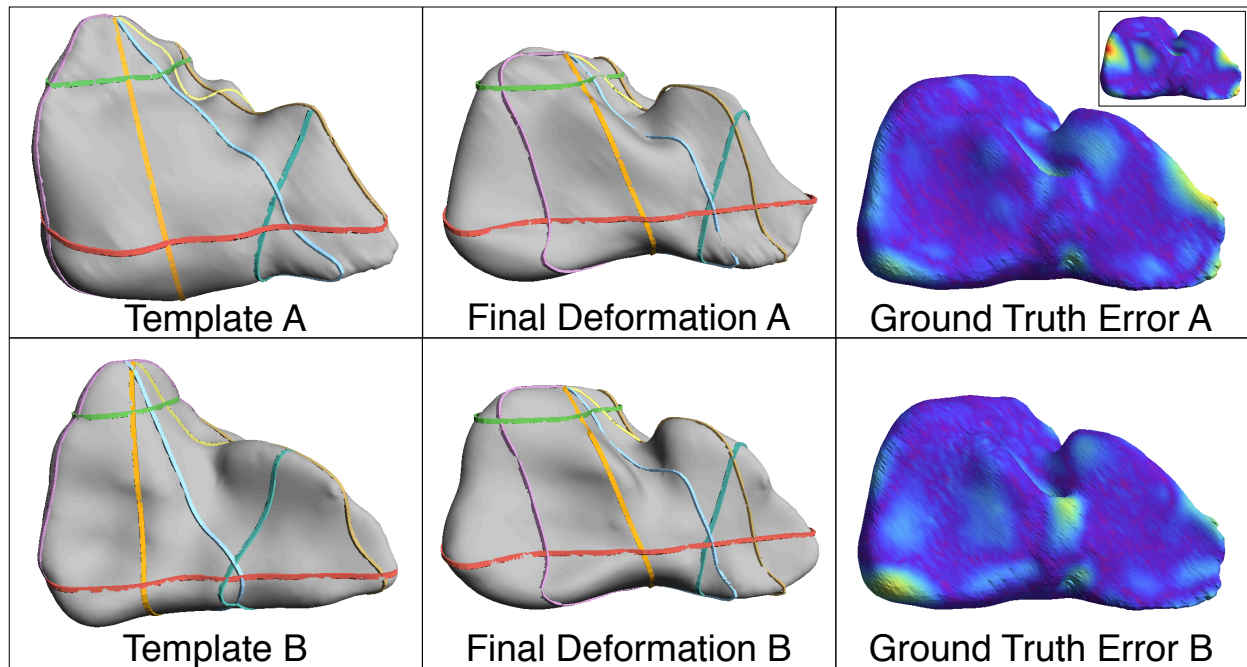 Template A
Final Deformation A
Ground Truth Error A
Template B
Final Deformation B
Ground Truth Error B